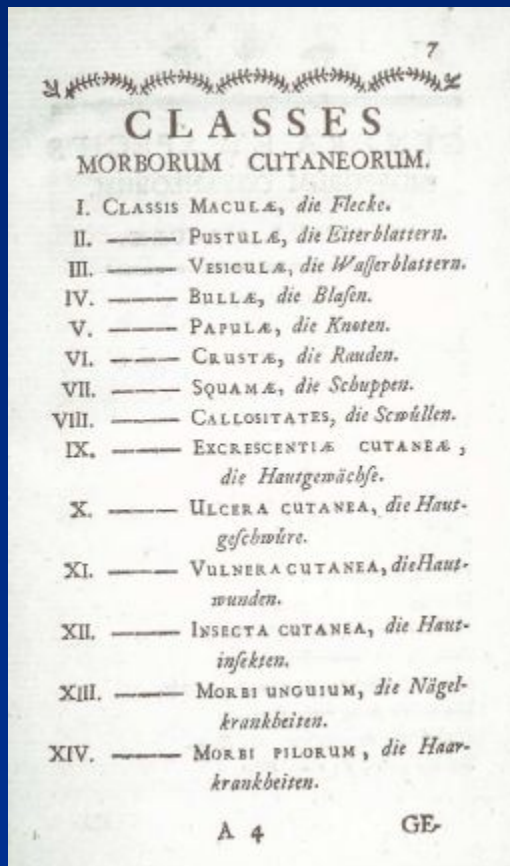 7
CLASSES
MORBORUM CUTANEORUM.
I. CLASSIS MACULÆ, die Flecke.
II. ——— PUSTULÆ, die Eiterblattern.
III. ——— VESICULÆ, die Waſſerblattern.
IV. ——— BULLÆ, die Blaſen.
V. ——— PAPULÆ, die Knoten.
VI. ——— CRUSTÆ, die Rauden.
VII. ——— SQUAMÆ, die Schuppen.
VIII. ——— CALLOSITATES, die Scwüllen.
IX. ——— EXCRESCENTIÆ CUTANEÆ,
die Hautgewächſe.
X. ——— ULCERA CUTANEA, die Haut-
geſchwüre.
XI. ——— VULNERA CUTANEA, die Haut-
wunden.
XII. ——— INSECTA CUTANEA, die Haut-
inſekten.
XIII. ——— MORBI UNGUIUM, die Nägel-
krankheiten.
XIV. ——— MORBI PILORUM, die Haar-
krankheiten.
A 4 GE-